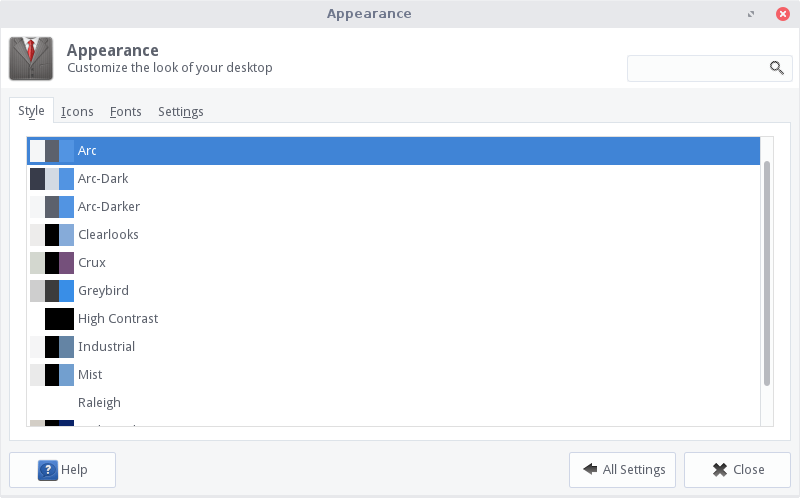 Appearance
Appearance
Customize the look of your desktop
Style Icons Fonts Settings
Arc
Arc-Dark
Arc-Darker
Clearlooks
Crux
Greybird
High Contrast
Industrial
Mist
Raleigh
? Help All Settings Close